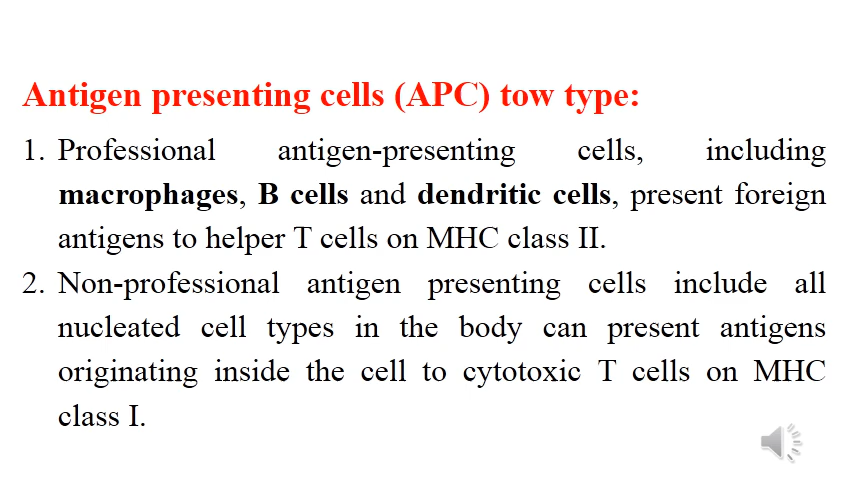 Antigen presenting cells (APC) tow type:
1. Professional antigen-presenting cells, including
macrophages, B cells and dendritic cells, present foreign
antigens to helper T cells on MHC class II.
2. Non-professional antigen presenting cells include all
nucleated cell types in the body can present antigens
originating inside the cell to cytotoxic T cells on MHC
class I.